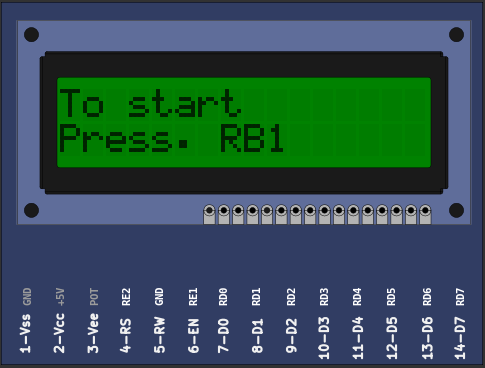 To start
Press. RB1
GND +5V POT RE2 GND RE1 RD0 RD1 RD2 RD3 RD4 RD5 RD6 RD7
1-Vss 2-Vcc 3-Vee 4-RS 5-RW 6-EN 7-D0 8-D1 9-D2 10-D3 11-D4 12-D5 13-D6 14-D7